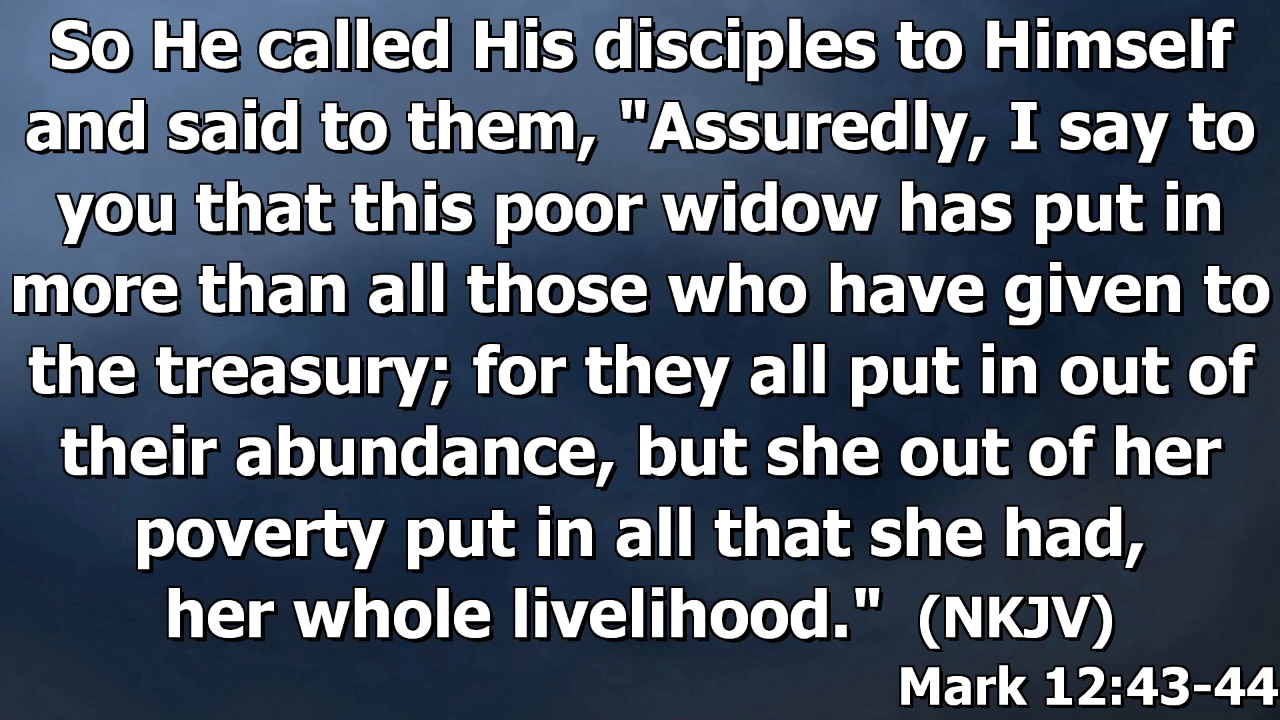 So He called His disciples to Himself
and said to them, "Assuredly, I say to
you that this poor widow has put in
more than all those who have given to
the treasury; for they all put in out of
their abundance, but she out of her
poverty put in all that she had,
her whole livelihood." (NKJV)
Mark 12:43-44